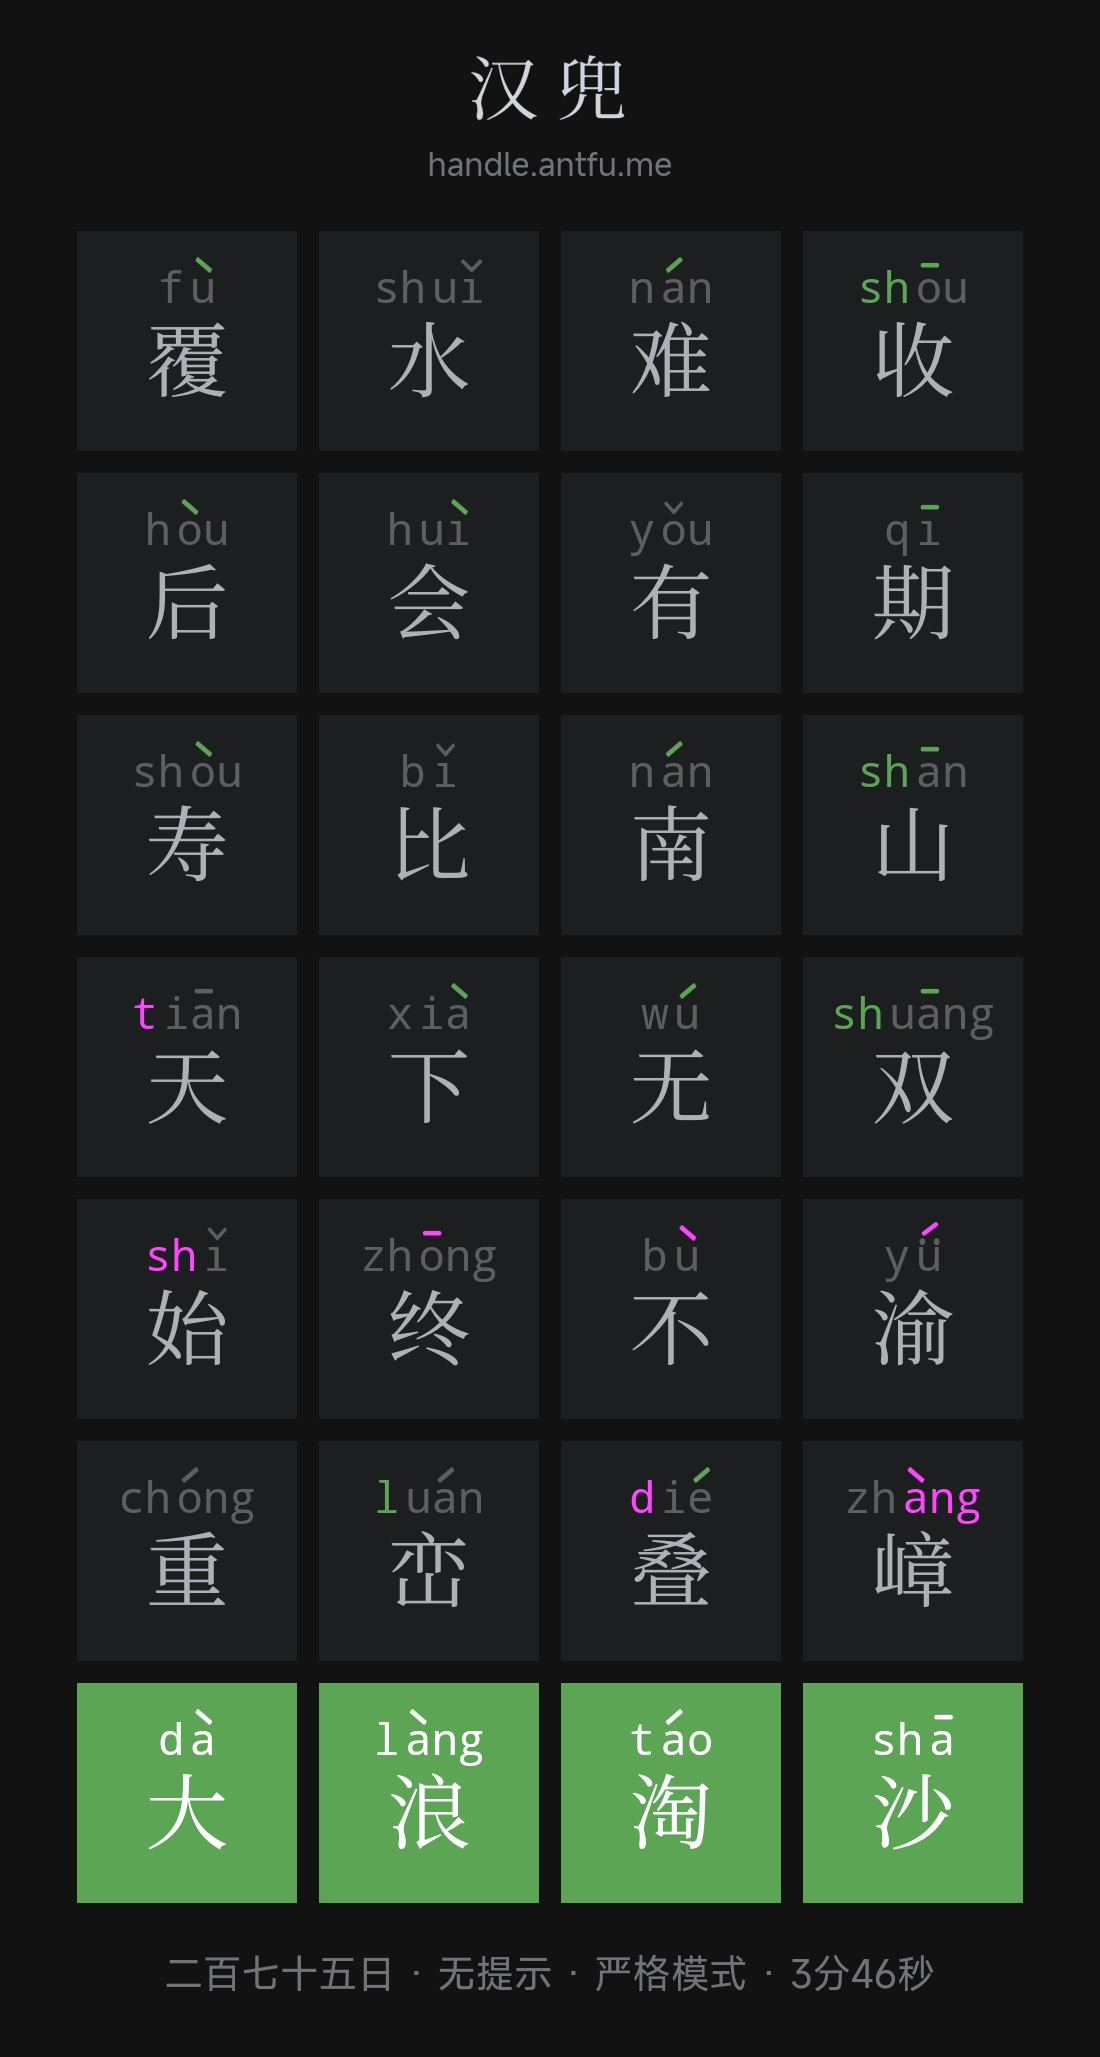 汉兜
handle.antfu.me
fù shuǐ nán shōu
覆 水 难 收
hòu huì yǒu qī
后 会 有 期
shòu bǐ nán shān
寿 比 南 山
tiān xià wú shuāng
天 下 无 双
shǐ zhōng bù yǘ
始 终 不 渝
chóng luán dié zhàng
重 峦 叠 嶂
dà làng táo shā
大 浪 淘 沙
二百七十五日 · 无提示 · 严格模式 · 3分46秒